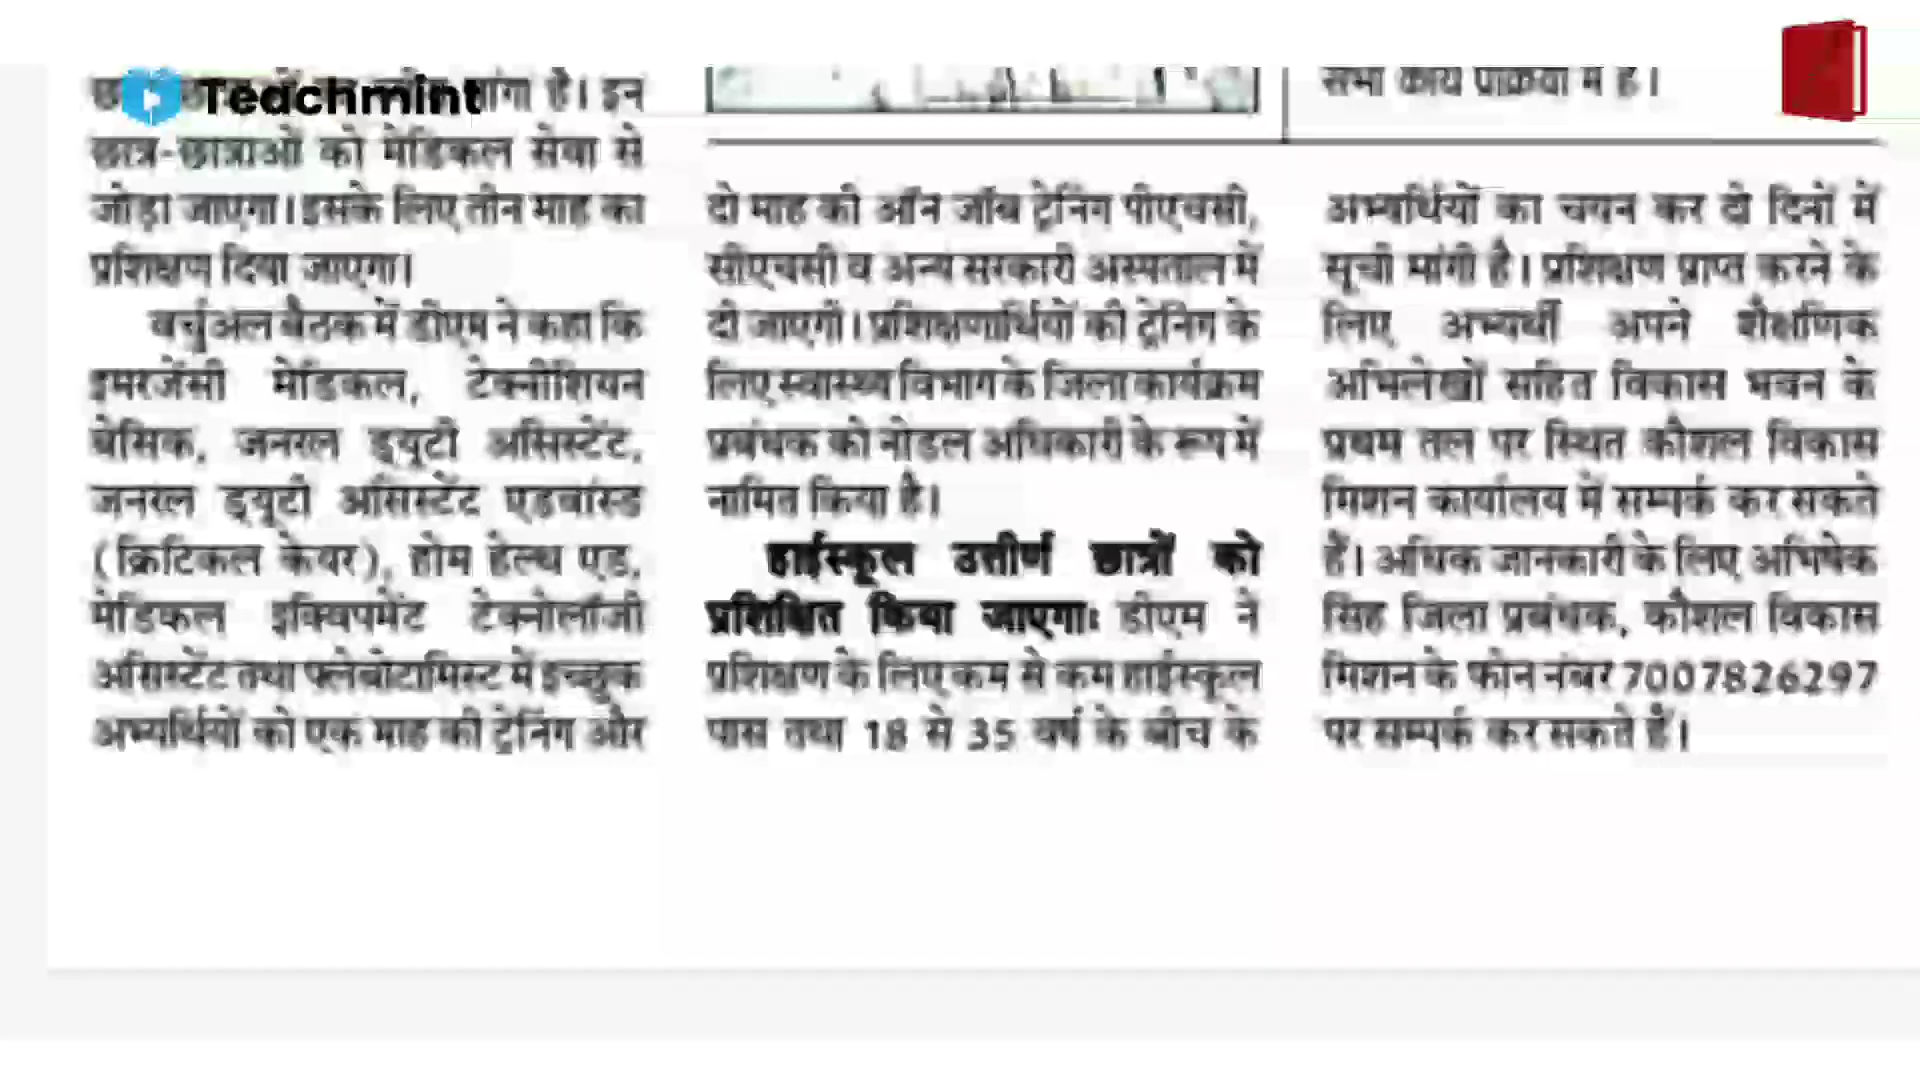 Teachmint
मांगा है। इन
छात्र-छात्राओं को मेडिकल सेवा से
जोड़ा जाएगा। इसके लिए तीन माह का
प्रशिक्षण दिया जाएगा।
वर्चुअल बैठक में डीएम ने कहा कि
इमरजेंसी मेडिकल, टेक्नीशियन
बेसिक, जनरल ड्यूटी असिस्टेंट,
जनरल ड्यूटी असिस्टेंट एडवांस्ड
(क्रिटिकल केयर), होम हेल्थ एड,
मेडिकल इक्विपमेंट टेक्नोलॉजी
असिस्टेंट तथा फ्लेबोटामिस्ट में इच्छुक
अभ्यर्थियों को एक माह की ट्रेनिंग और
दो माह की ऑन जॉब ट्रेनिंग पीएचसी,
सीएचसी व अन्य सरकारी अस्पताल में
दी जाएगी। प्रशिक्षणार्थियों की ट्रेनिंग के
लिए स्वास्थ्य विभाग के जिला कार्यक्रम
प्रबंधक को नोडल अधिकारी के रूप में
नामित किया है।
हाईस्कूल उत्तीर्ण छात्रों को
प्रशिक्षित किया जाएगाः डीएम ने
प्रशिक्षण के लिए कम से कम हाईस्कूल
पास तथा 18 से 35 वर्ष के बीच के
सभी कार्य प्रक्रिया में है।
अभ्यर्थियों का चयन कर दो दिनों में
सूची मांगी है। प्रशिक्षण प्राप्त करने के
लिए अभ्यर्थी अपने शैक्षणिक
अभिलेखों सहित विकास भवन के
प्रथम तल पर स्थित कौशल विकास
मिशन कार्यालय में सम्पर्क कर सकते
हैं। अधिक जानकारी के लिए अभिषेक
सिंह जिला प्रबंधक, कौशल विकास
मिशन के फोन नंबर 7007826297
पर सम्पर्क कर सकते हैं।